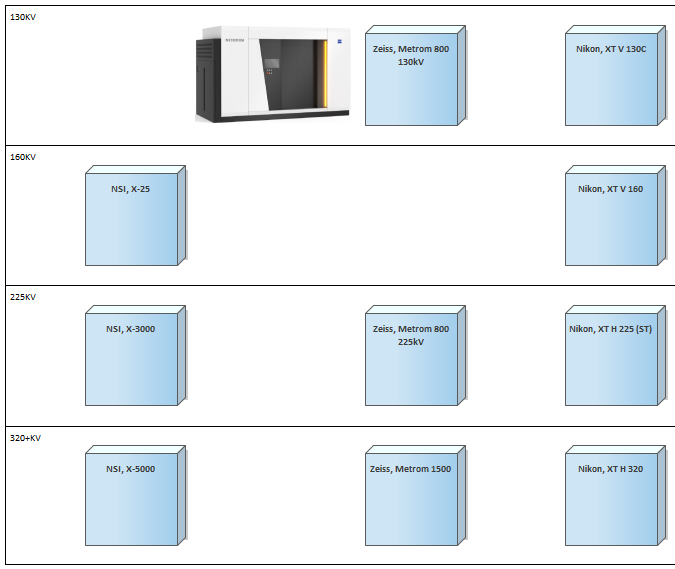 130KV
METROTOM
Zeiss, Metrom 800
130kV
Nikon, XT V 130C
160KV
NSI, X-25
Nikon, XT V 160
225KV
NSI, X-3000
Zeiss, Metrom 800
225kV
Nikon, XT H 225 (ST)
320+KV
NSI, X-5000
Zeiss, Metrom 1500
Nikon, XT H 320